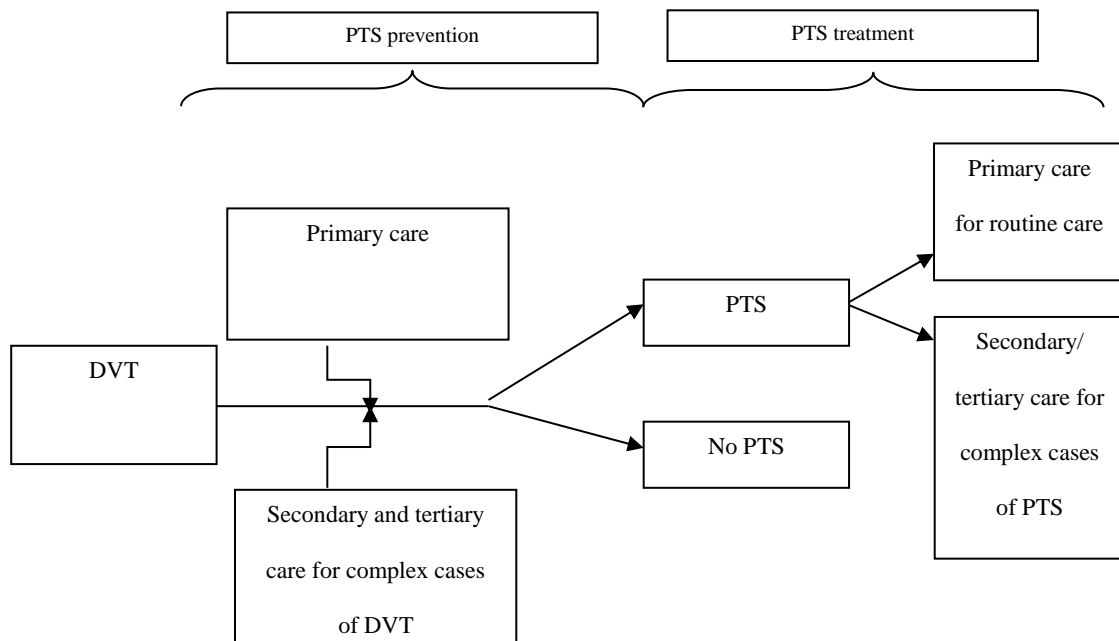 PTS prevention
PTS treatment
Primary care
for routine care
Primary care
PTS
DVT
Secondary/
tertiary care for
complex cases
of PTS
No PTS
Secondary and tertiary
care for complex cases
of DVT